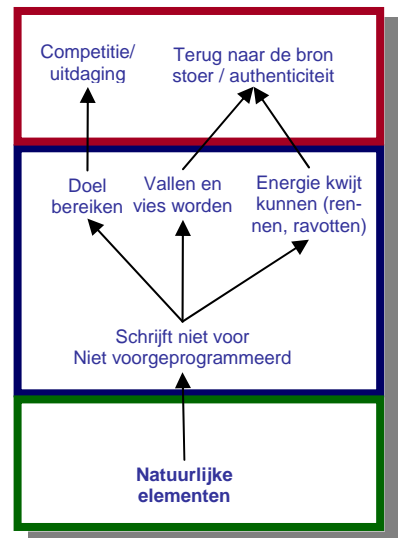 Competitie/
uitdaging
Terug naar de bron
stoer / authenticiteit
Doel
bereiken
Vallen en
vies worden
Energie kwijt
kunnen (ren-
nen, ravotten)
Schrijft niet voor
Niet voorgeprogrammeerd
Natuurlijke
elementen